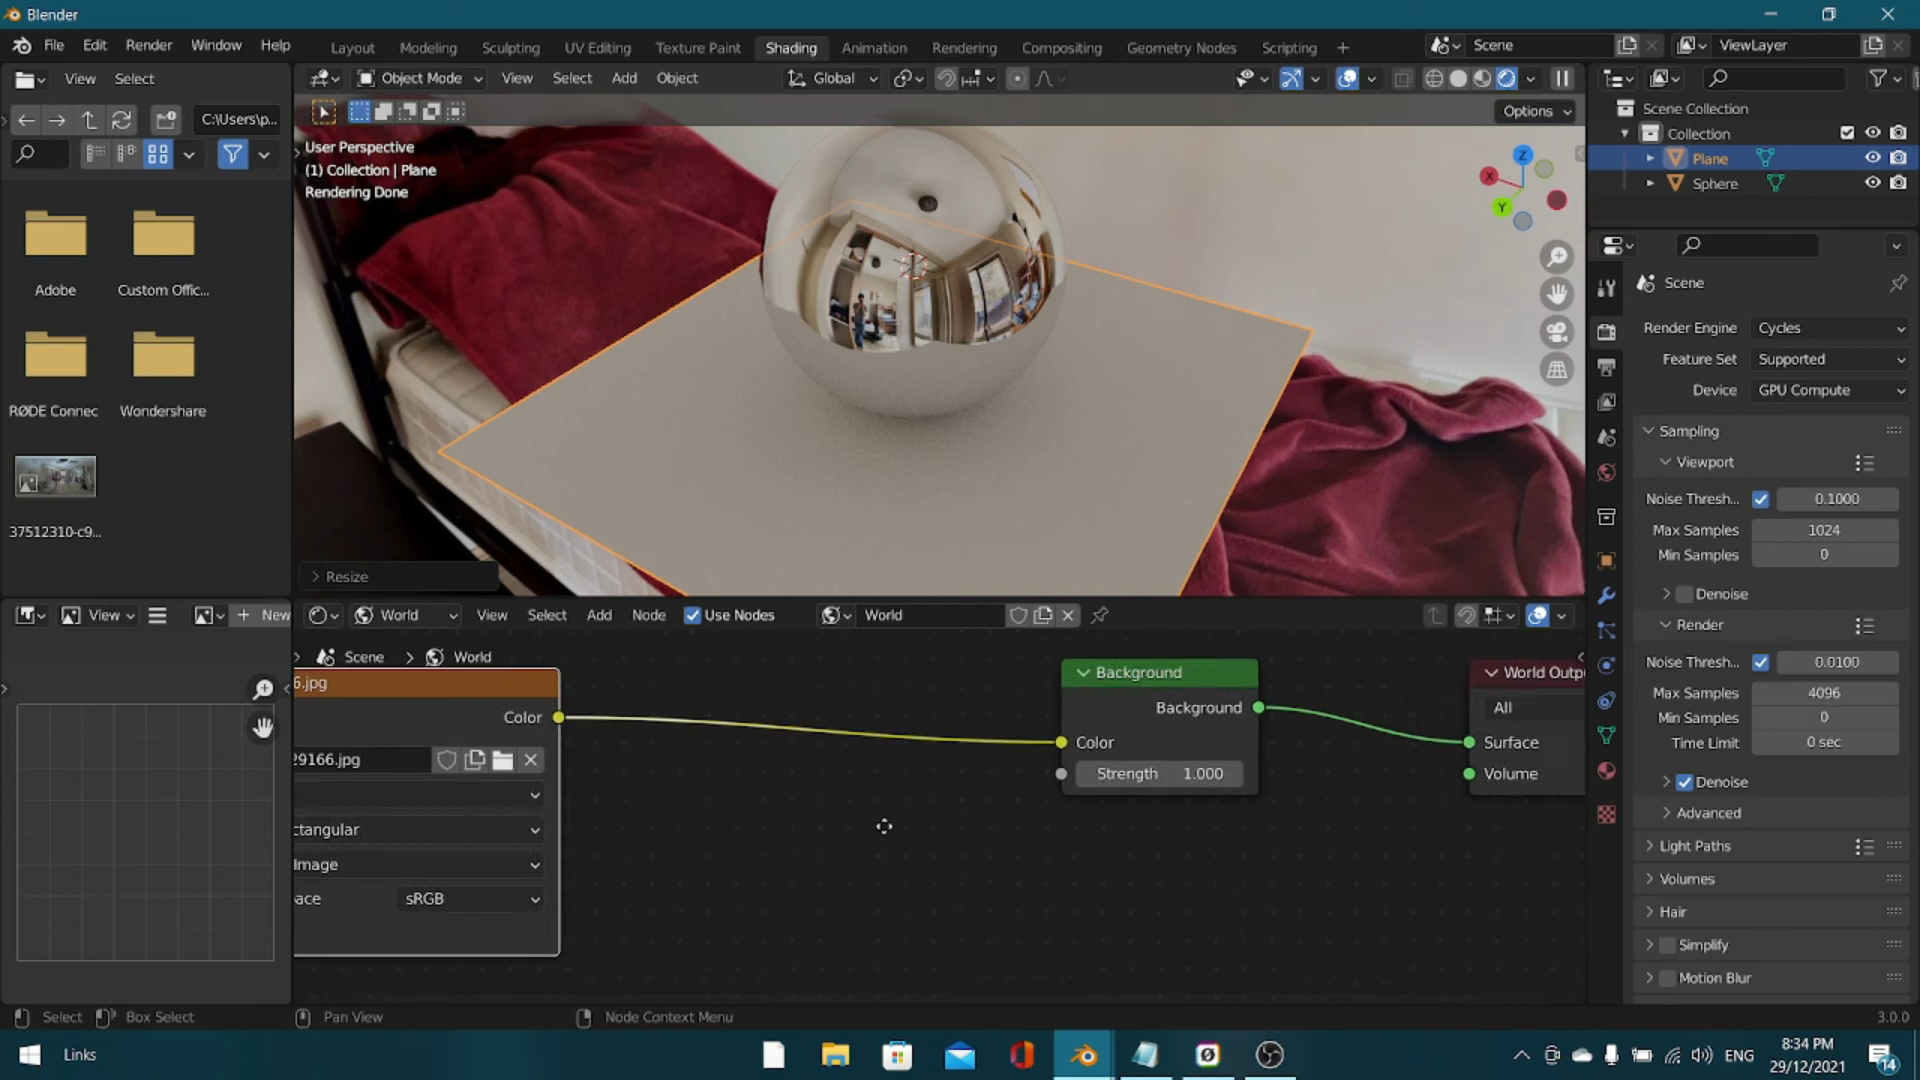 Blender
File Edit Render Window Help
Layout Modeling Sculpting UV Editing Texture Paint Shading Animation Rendering Compositing Geometry Nodes Scripting
Scene ViewLayer
View Select
Object Mode View Select Add Object Global
C:\Users\p...
Options
Scene Collection
Collection
Plane
Sphere
User Perspective
(1) Collection | Plane
Rendering Done
Z
X
Y
Adobe
Custom Offic...
RØDE Connec
Wondershare
37512310-c9...
Scene
Render Engine Cycles
Feature Set Supported
Device GPU Compute
Sampling
Viewport
Noise Thresh... 0.1000
Max Samples 1024
Min Samples 0
Denoise
Render
Noise Thresh... 0.0100
Max Samples 4096
Min Samples 0
Time Limit 0 sec
Denoise
Advanced
Light Paths
Volumes
Hair
Simplify
Motion Blur
Resize
View New
World View Select Add Node Use Nodes World
Scene World
6.jpg
Color
29166.jpg
ctangular
Image
ace sRGB
Background
Background
Color
Strength 1.000
World Outp
All
Surface
Volume
Select Box Select Pan View Node Context Menu 3.0.0
Links
ENG
8:34 PM
29/12/2021
14